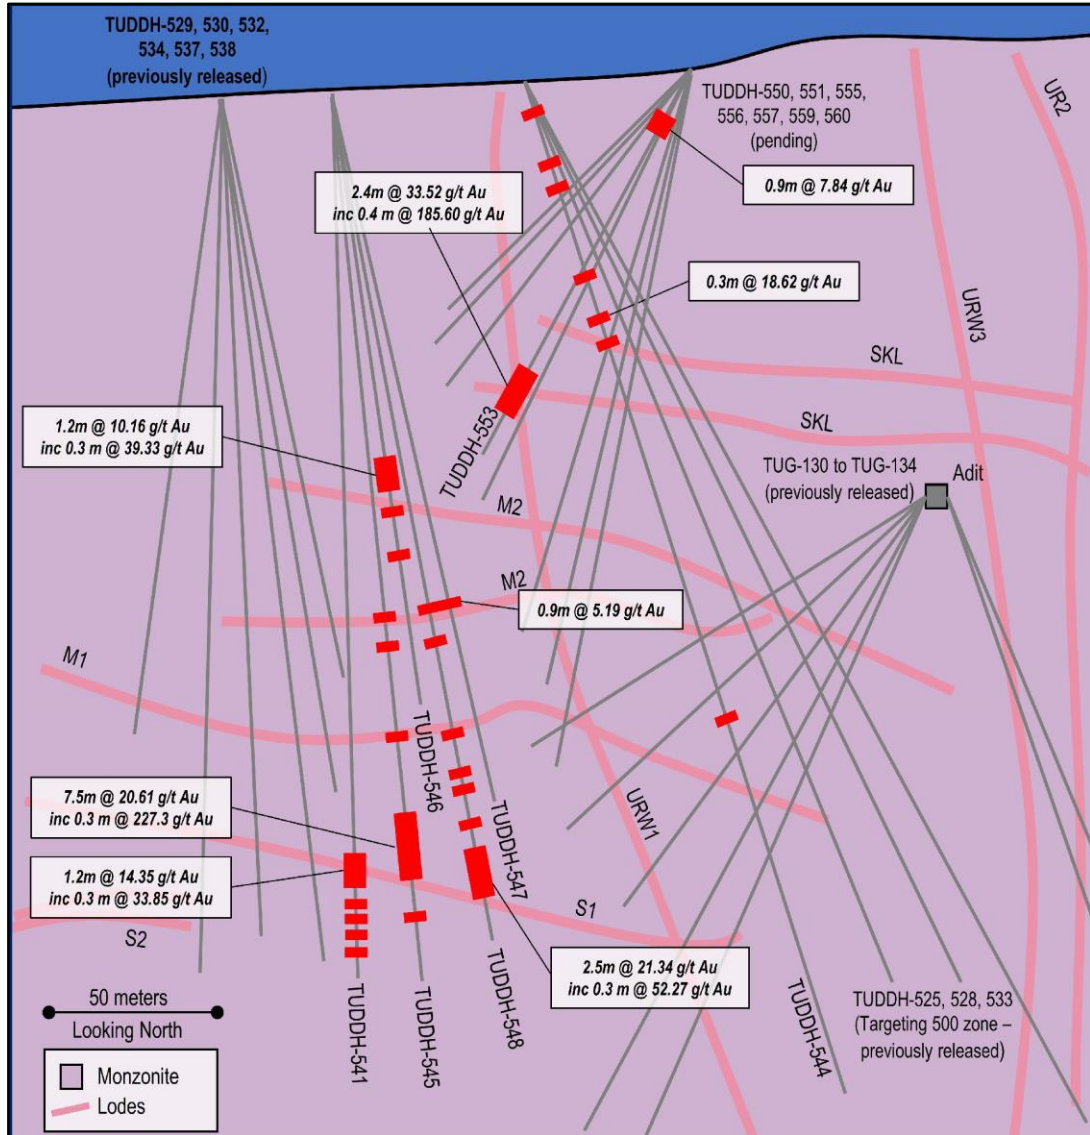 TUDDH-529, 530, 532,
534, 537, 538
(previously released)
TUDDH-550, 551, 555,
556, 557, 559, 560
(pending)
UR2
2.4m @ 33.52 g/t Au
inc 0.4 m @ 185.60 g/t Au
0.9m @ 7.84 g/t Au
0.3m @ 18.62 g/t Au
URW3
SKL
SKL
1.2m @ 10.16 g/t Au
inc 0.3 m @ 39.33 g/t Au
TUDDH-553
TUG-130 to TUG-134
(previously released)
Adit
M2
M2
0.9m @ 5.19 g/t Au
M1
TUDDH-546
7.5m @ 20.61 g/t Au
inc 0.3 m @ 227.3 g/t Au
TUDDH-547
URW1
1.2m @ 14.35 g/t Au
inc 0.3 m @ 33.85 g/t Au
S1
S2
2.5m @ 21.34 g/t Au
inc 0.3 m @ 52.27 g/t Au
TUDDH-541
TUDDH-545
TUDDH-548
TUDDH-544
TUDDH-525, 528, 533
(Targeting 500 zone –
previously released)
50 meters
Looking North
Monzonite
Lodes